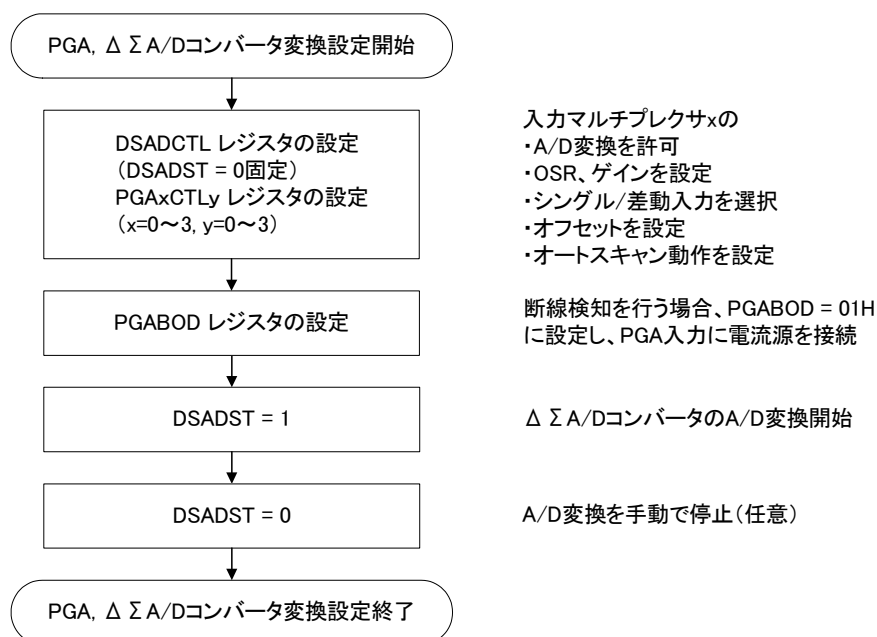 PGA, ΔΣA/Dコンバータ変換設定開始
DSADCTL レジスタの設定
(DSADST = 0固定)
PGAxCTLy レジスタの設定
(x=0～3, y=0～3)
入力マルチプレクサxの
・A/D変換を許可
・OSR、ゲインを設定
・シングル/差動入力を選択
・オフセットを設定
・オートスキャン動作を設定
PGABOD レジスタの設定
断線検知を行う場合、PGABOD = 01H
に設定し、PGA入力に電流源を接続
DSADST = 1
ΔΣA/DコンバータのA/D変換開始
DSADST = 0
A/D変換を手動で停止(任意)
PGA, ΔΣA/Dコンバータ変換設定終了